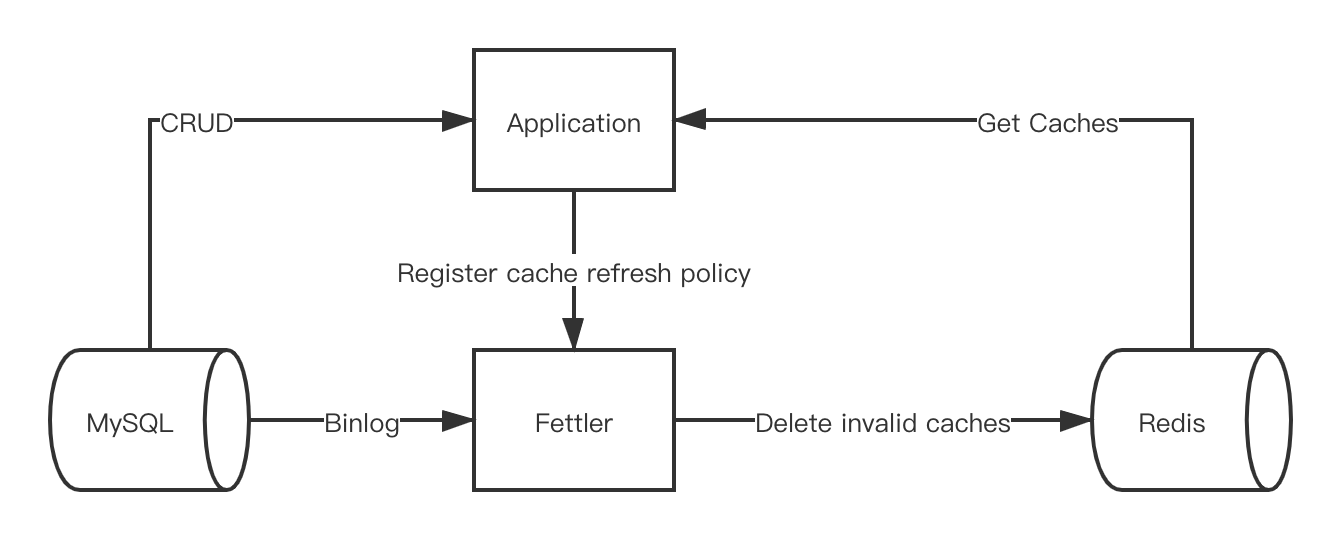 CRUD
Application
Get Caches
Register cache refresh policy
MySQL
Binlog
Fettler
Delete invalid caches
Redis